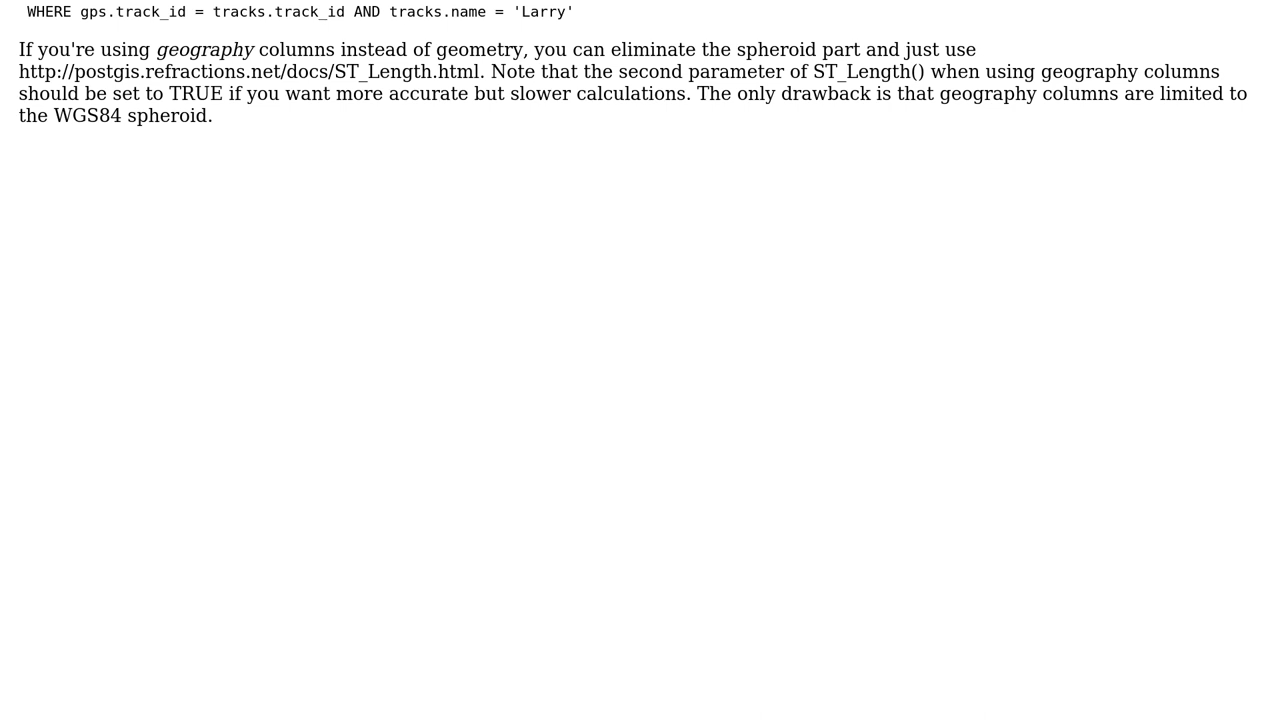 WHERE gps.track_id = tracks.track_id AND tracks.name = 'Larry'
If you're using geography columns instead of geometry, you can eliminate the spheroid part and just use
http://postgis.refractions.net/docs/ST_Length.html. Note that the second parameter of ST_Length() when using geography columns
should be set to TRUE if you want more accurate but slower calculations. The only drawback is that geography columns are limited to
the WGS84 spheroid.